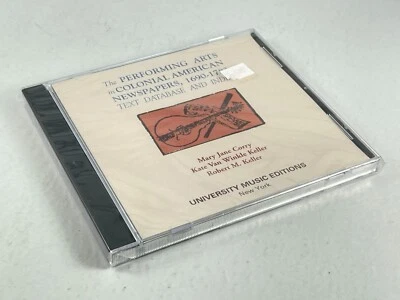 The PERFORMING ARTS
in COLONIAL AMERICAN
NEWSPAPERS, 1690-17
TEXT DATABASE AND
Mary Jane Corry
Kate Van Winkle Keller
Robert M. Keller
UNIVERSITY MUSIC EDITIONS
New York